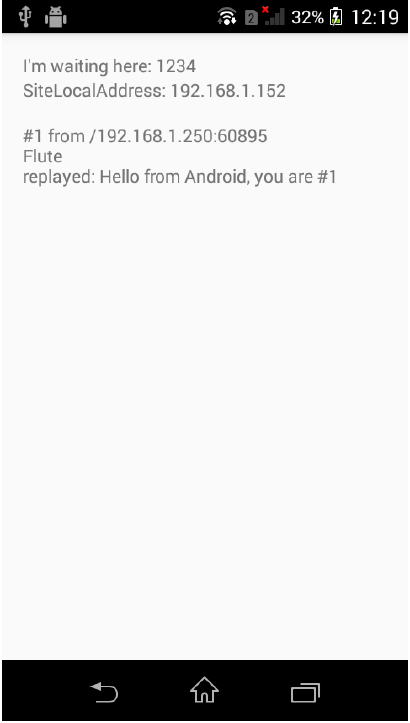 2 32% 12:19
I'm waiting here: 1234
SiteLocalAddress: 192.168.1.152
#1 from /192.168.1.250:60895
Flute
replayed: Hello from Android, you are #1